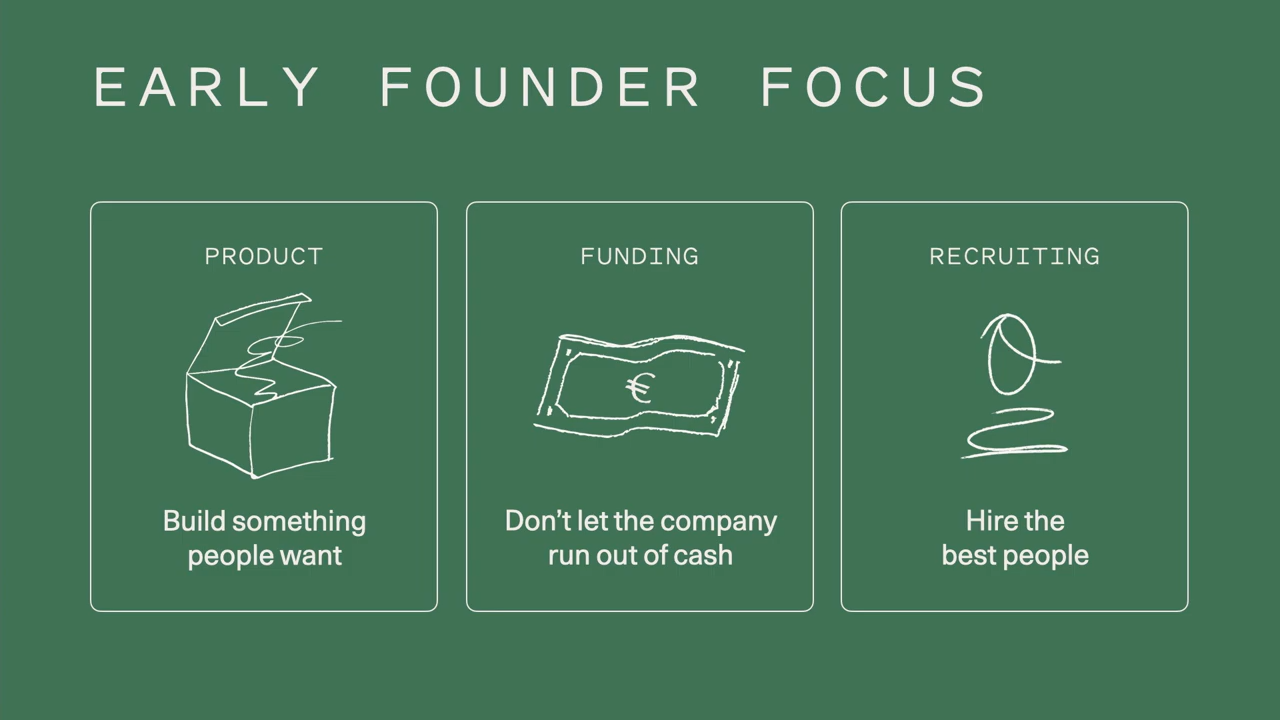 EARLY FOUNDER FOCUS
PRODUCT
€
Build something
people want
FUNDING
Don’t let the company
run out of cash
RECRUITING
Hire the
best people